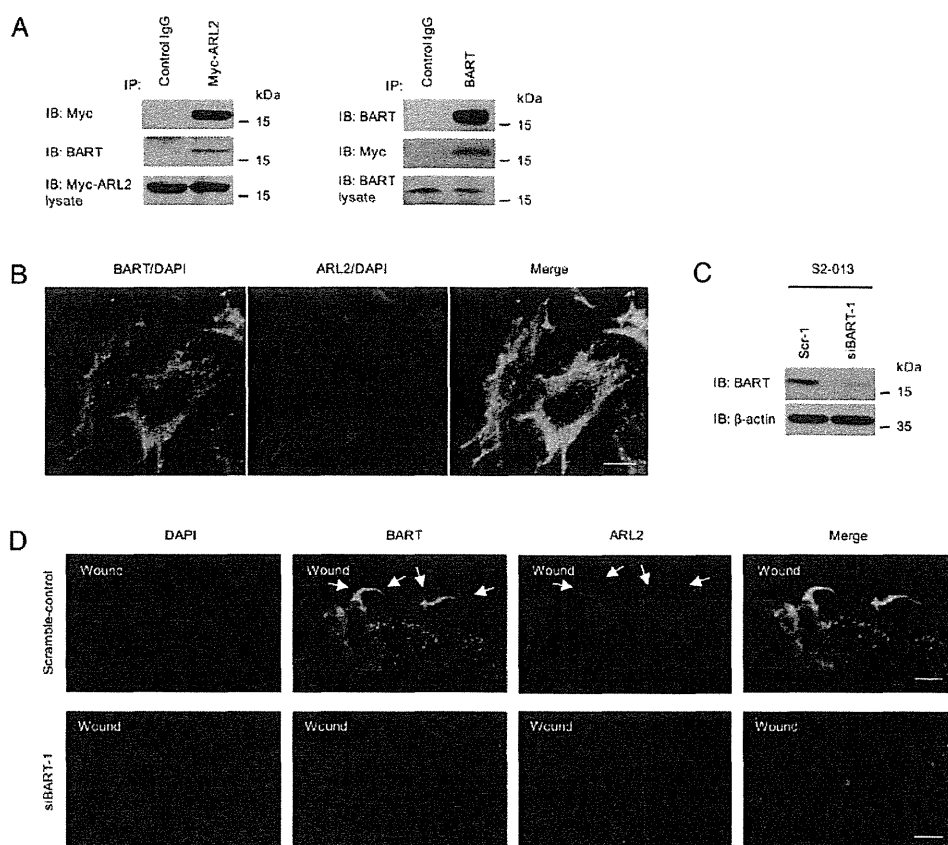 A
IP:
Control IgG
Myc-ARL2
kDa
IB: Myc
15
IB: BART
15
IB: Myc-ARL2
lysate
15
IP:
Control IgG
BART
kDa
IB: BART
15
IB: Myc
15
IB: BART
lysate
15
B
BART/DAPI
ARL2/DAPI
Merge
C
S2-013
Scr-1
siBART-1
kDa
IB: BART
15
IB: β-actin
35
D
DAPI
BART
ARL2
Merge
Scramble-control
Wound
Wound
Wound
Wound
siBART-1
Wound
Wound
Wound
Wound